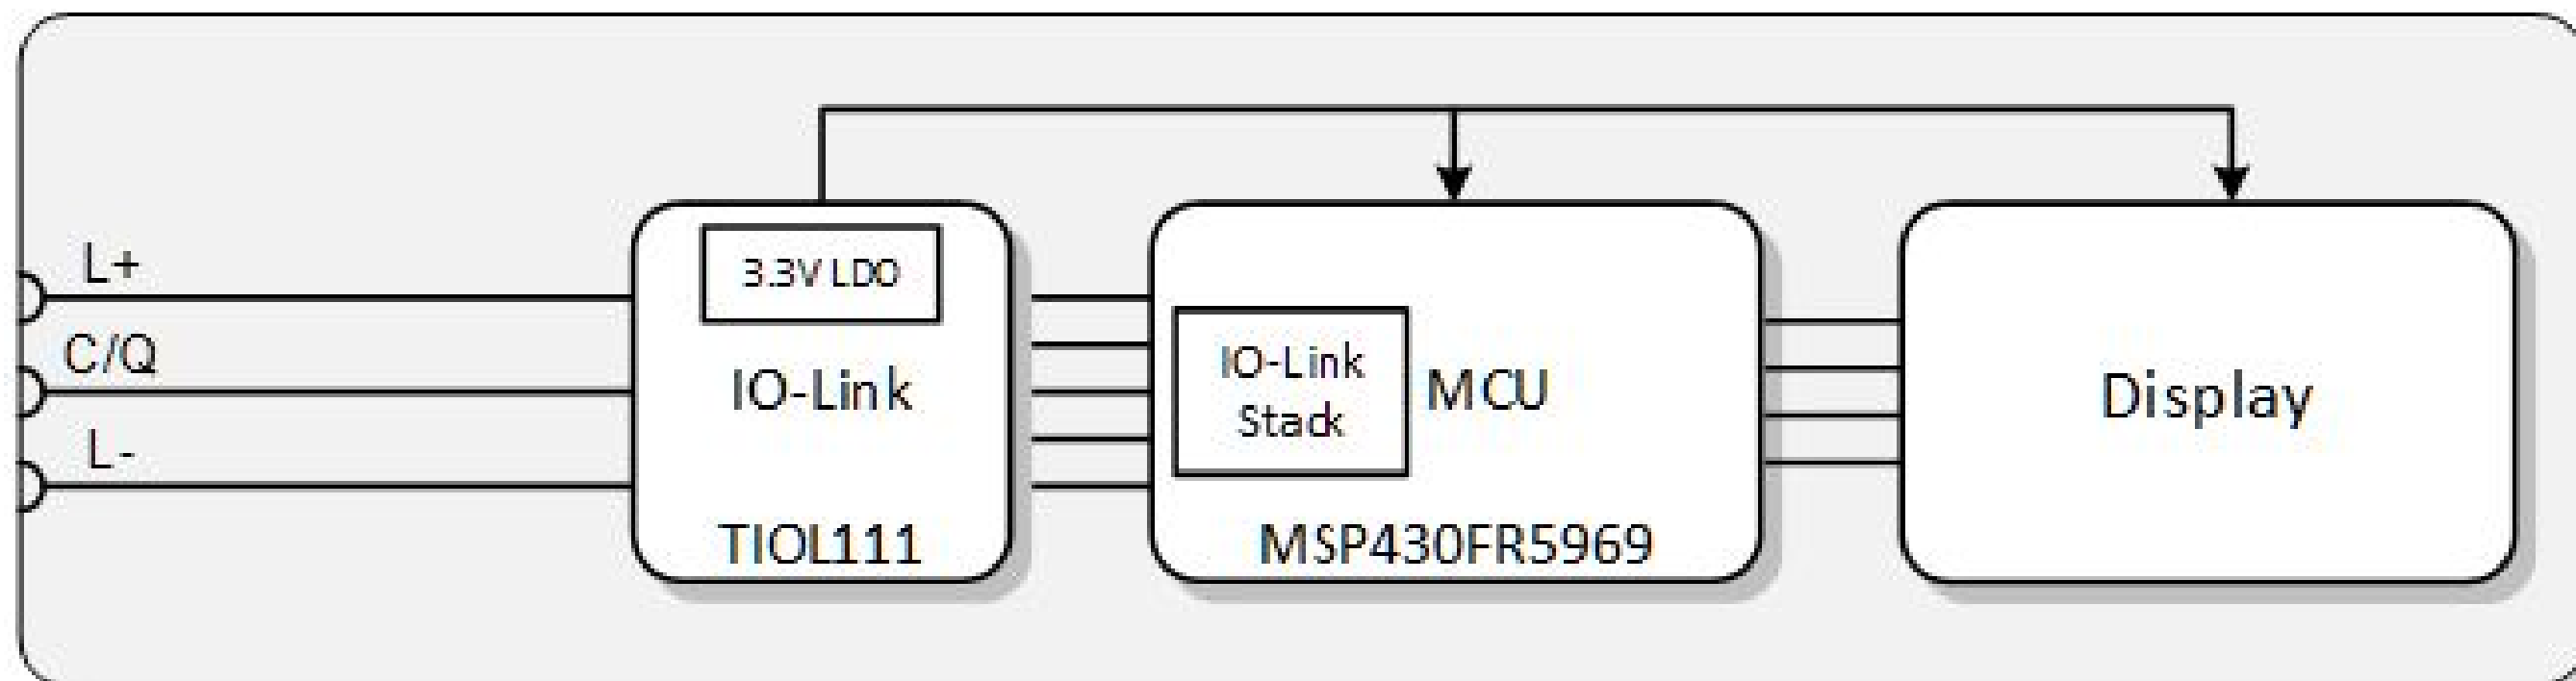 L+
C/Q
L-
3.3V LDO
IO-Link
TIOL111
IO-Link
Stack
MCU
MSP430FR5969
Display